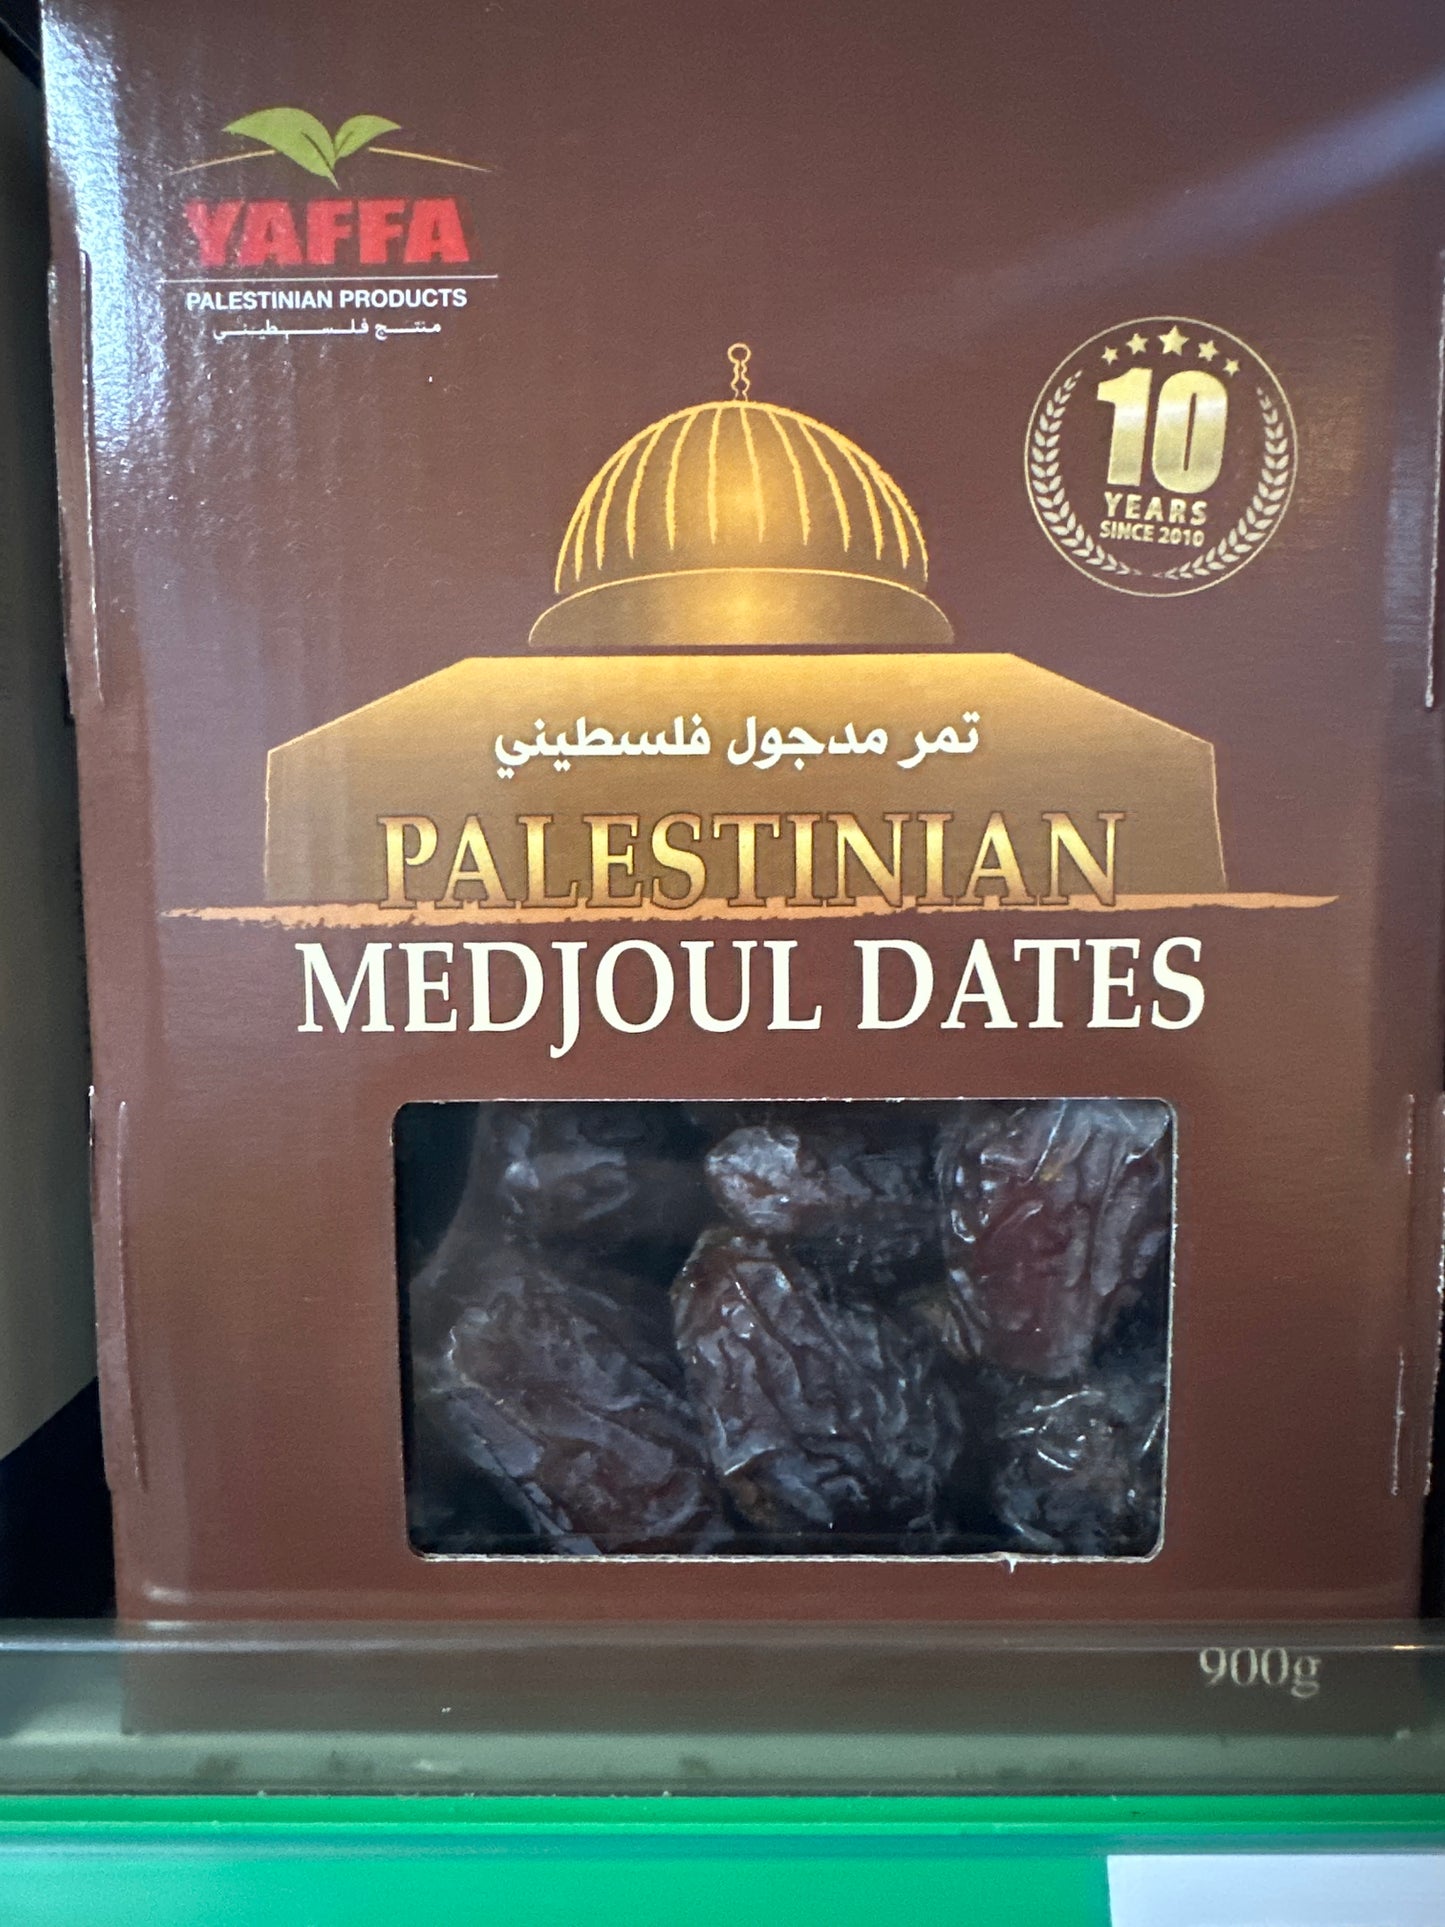 YAFFA
PALESTINIAN PRODUCTS
منتج فلسطيني
10
YEARS
SINCE 2010
تمر مدجول فلسطيني
PALESTINIAN
MEDJOUL DATES
900g